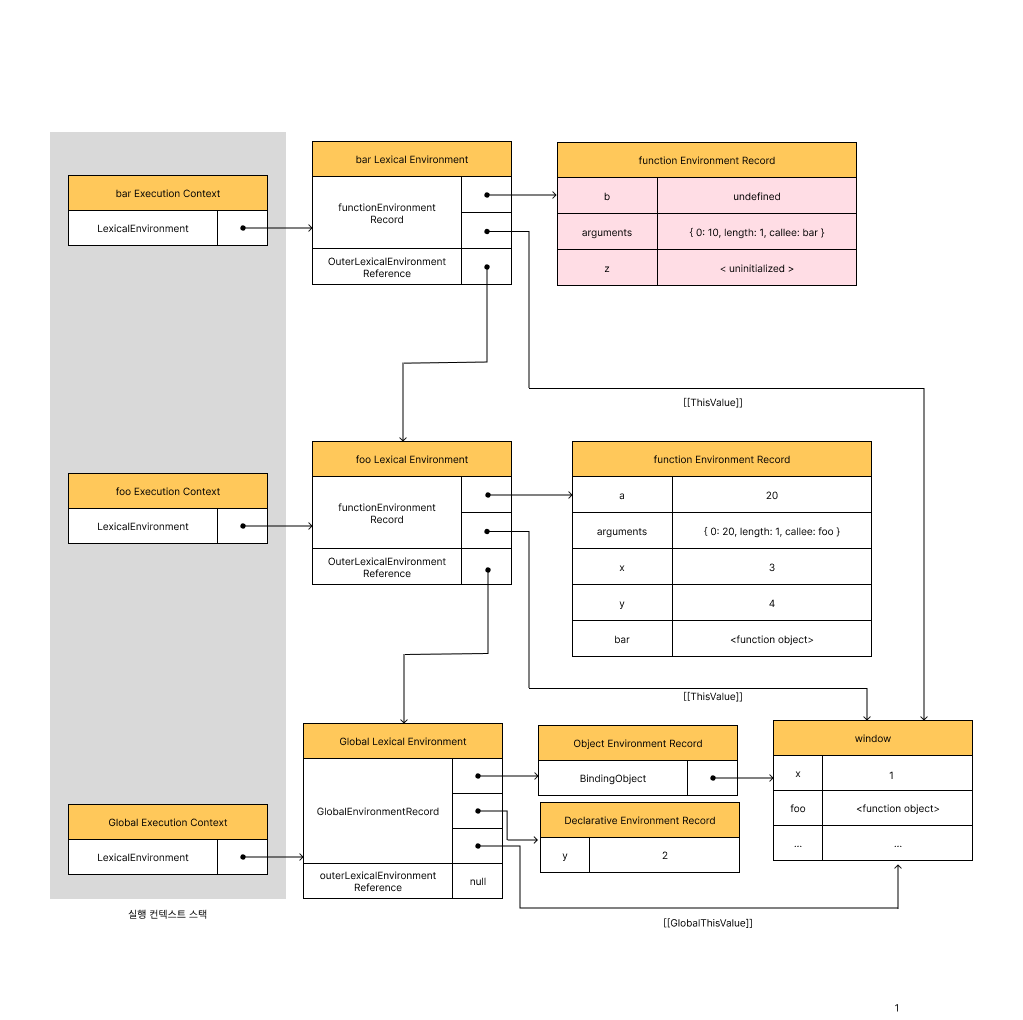 bar Execution Context
LexicalEnvironment
bar Lexical Environment
functionEnvironment
Record
OuterLexicalEnvironment
Reference
function Environment Record
b
undefined
arguments
{ 0: 10, length: 1, callee: bar }
z
< uninitialized >
[[ThisValue]]
foo Execution Context
LexicalEnvironment
foo Lexical Environment
functionEnvironment
Record
OuterLexicalEnvironment
Reference
function Environment Record
a
20
arguments
{ 0: 20, length: 1, callee: foo }
x
3
y
4
bar
<function object>
[[ThisValue]]
Global Execution Context
LexicalEnvironment
Global Lexical Environment
GlobalEnvironmentRecord
outerLexicalEnvironment
Reference
null
Object Environment Record
BindingObject
Declarative Environment Record
y
2
window
x
1
foo
<function object>
...
...
실행 컨텍스트 스택
[[GlobalThisValue]]
1